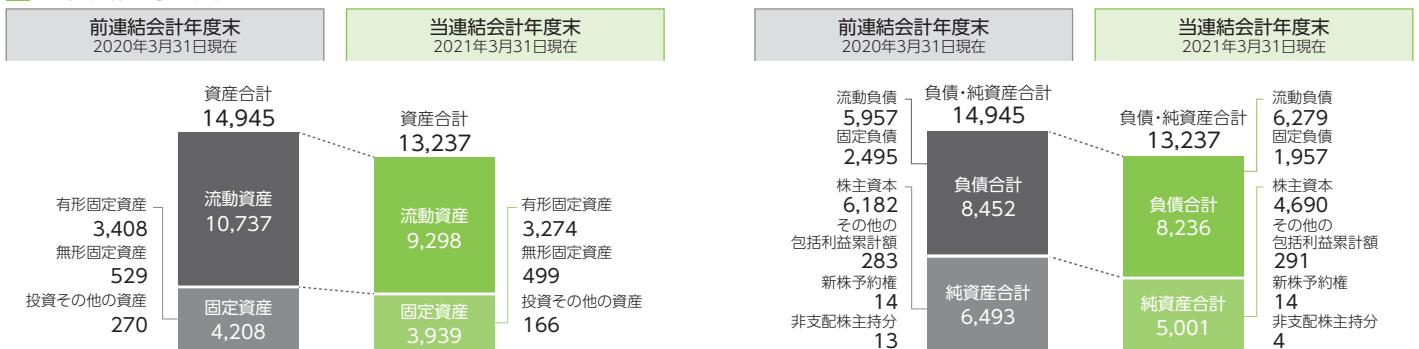 前連結会計年度末
2020年3月31日現在
当連結会計年度末
2021年3月31日現在
資産合計
14,945
資産合計
13,237
流動資産
10,737
流動資産
9,298
有形固定資産
3,408
無形固定資産
529
投資その他の資産
270
固定資産
4,208
固定資産
3,939
有形固定資産
3,274
無形固定資産
499
投資その他の資産
166
前連結会計年度末
2020年3月31日現在
当連結会計年度末
2021年3月31日現在
流動負債
5,957
固定負債
2,495
株主資本
6,182
その他の
包括利益累計額
283
新株予約権
14
非支配株主持分
13
負債・純資産合計
14,945
負債合計
8,452
純資産合計
6,493
負債・純資産合計
13,237
負債合計
8,236
純資産合計
5,001
流動負債
6,279
固定負債
1,957
株主資本
4,690
その他の
包括利益累計額
291
新株予約権
14
非支配株主持分
4